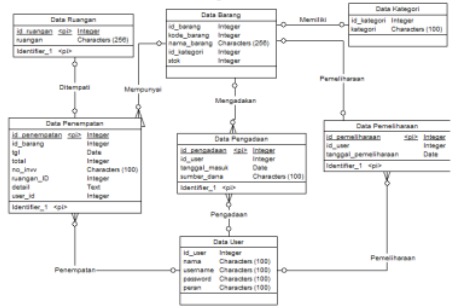 Data Ruangan
id_ruangan <pi> Integer
ruangan Characters (256)
Identifier_1 <pi>
Data Barang
id_barang Integer
kode_barang Integer
nama_barang Characters (256)
id_kategori Integer
stok Integer
Memiliki
Data Kategori
id_kategori Integer
kategori Characters (100)
Ditempati
Mempunyai
Mengadakan
Pemeliharaan
Data Penempatan
id_penempatan <pi> Integer
id_barang Integer
tgl Date
total Integer
no_invv Characters (100)
ruangan_ID Integer
detail Text
user_id Integer
Identifier_1 <pi>
Data Pengadaan
id_pengadaan <pi> Integer
id_user Integer
tanggal_masuk Date
sumber_dana Characters (100)
Identifier_1 <pi>
Data Pemeliharaan
id_pemeliharaan <pi> Integer
id_user Integer
tanggal_pemeliharaan Date
Identifier_1 <pi>
Penempatan
Pengadaan
Pemeliharaan
Data User
id_user Integer
nama Characters (100)
username Characters (100)
password Characters (100)
peran Characters (100)